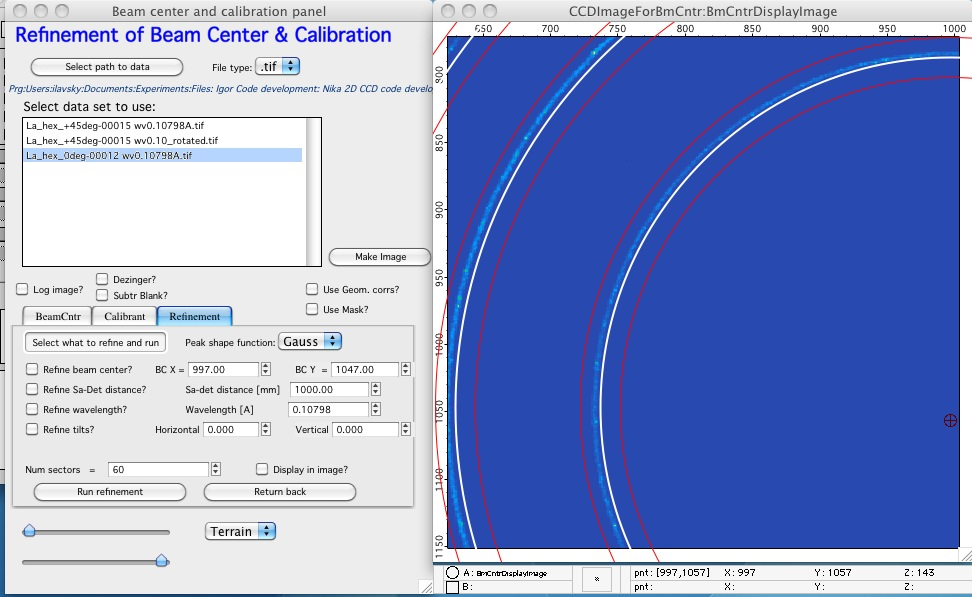 Beam center and calibration panel
Refinement of Beam Center & Calibration
Select path to data
File type: .tif
Prg:Users:ilavsky:Documents:Experiments:Files: Igor Code development: Nika 2D CCD code develo
Select data set to use:
La_hex_+45deg-00015 wv0.10798A.tif
La_hex_+45deg-00015 wv0.10_rotated.tif
La_hex_0deg-00012 wv0.10798A.tif
Make Image
Log image?
Dezinger?
Subtr Blank?
Use Geom. corrs?
Use Mask?
BeamCntr Calibrant Refinement
Select what to refine and run
Peak shape function: Gauss
Refine beam center? BC X = 997.00 BC Y = 1047.00
Refine Sa-Det distance? Sa-det distance [mm] 1000.00
Refine wavelength? Wavelength [A] 0.10798
Refine tilts? Horizontal 0.000 Vertical 0.000
Num sectors = 60 Display in image?
Run refinement Return back
Terrain
CCDImageForBmCntr:BmCntrDisplayImage
650 700 750 800 850 900 950 1000
800
850
900
950
1000
1050
1100
1150
A: BmCntrDisplayImage pnt: [997,1057] X: 997 Y: 1057 Z: 143
B: pnt: X: Y: Z: